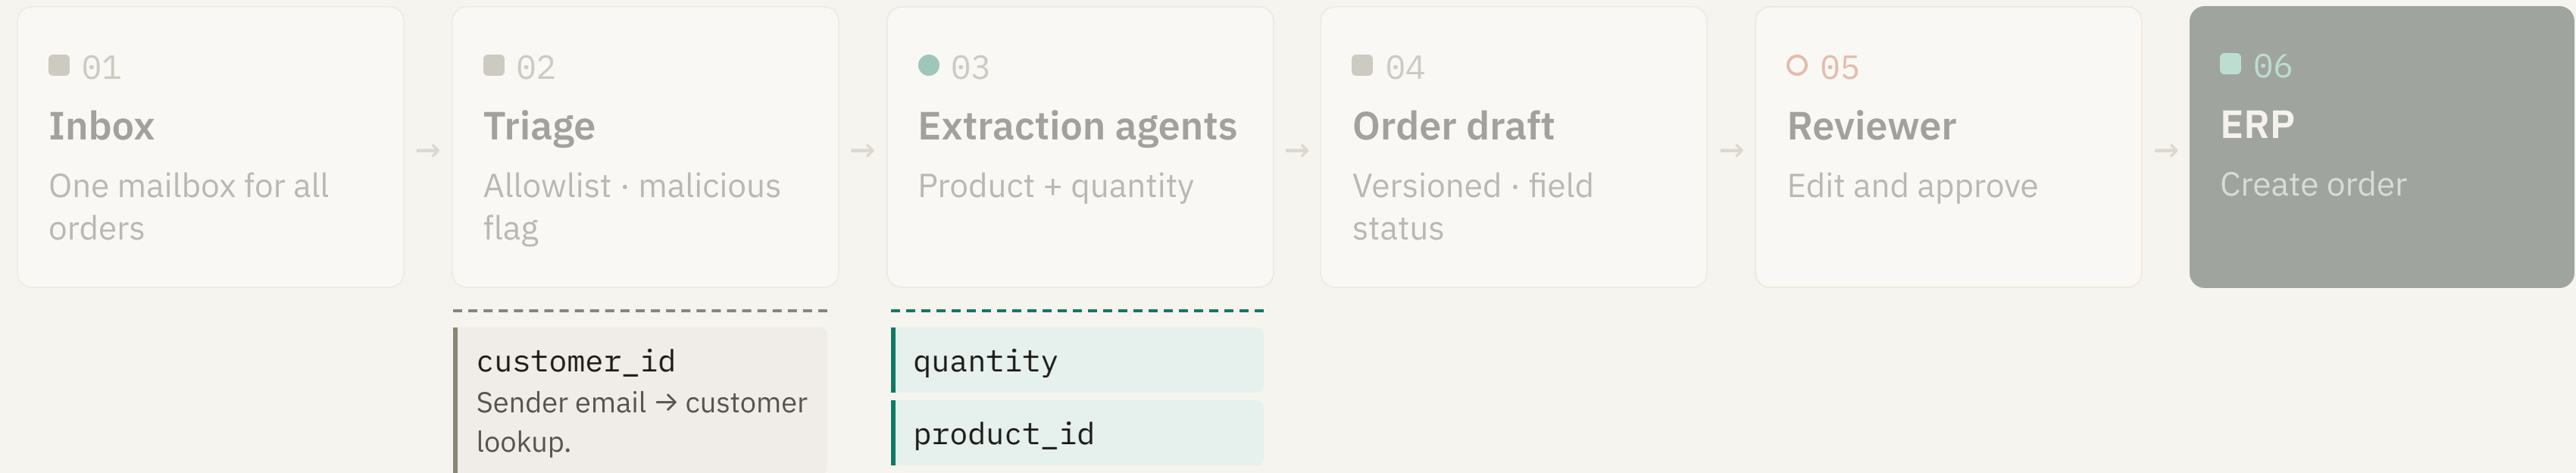 01
Inbox
One mailbox for all
orders
→
02
Triage
Allowlist · malicious
flag
→
03
Extraction agents
Product + quantity
→
04
Order draft
Versioned · field
status
→
05
Reviewer
Edit and approve
→
06
ERP
Create order
customer_id
Sender email → customer
lookup.
quantity
product_id